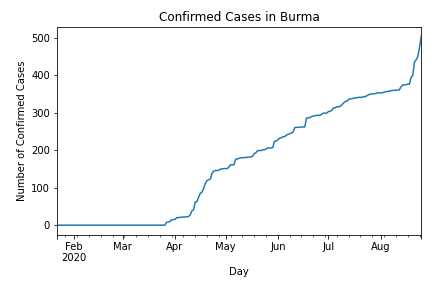 Confirmed Cases in Burma
500
400
300
200
100
0
Number of Confirmed Cases
Feb Mar Apr May Jun Jul Aug
2020
Day